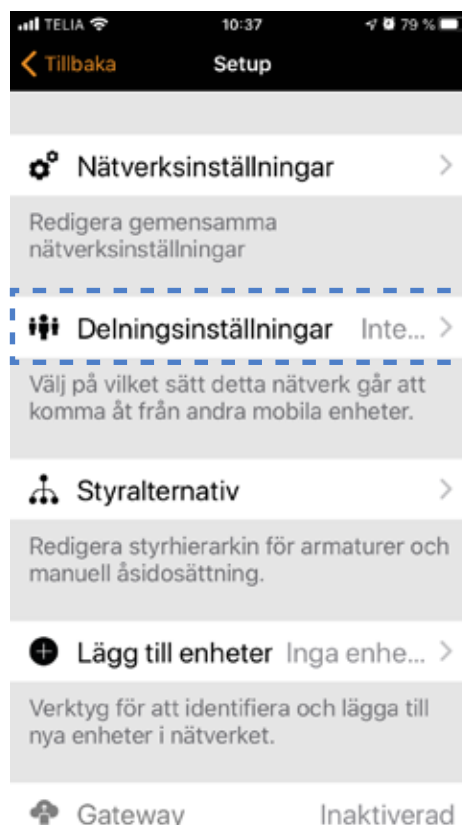 TELIA 10:37 79 %
Tillbaka Setup
Nätverksinställningar
Redigera gemensamma
nätverksinställningar
Delningsinställningar Inte...
Välj på vilket sätt detta nätverk går att
komma åt från andra mobila enheter.
Styralternativ
Redigera styrhierarkin för armaturer och
manuell åsidosättning.
Lägg till enheter Inga enhe...
Verktyg för att identifiera och lägga till
nya enheter i nätverket.
Gateway Inaktiverad